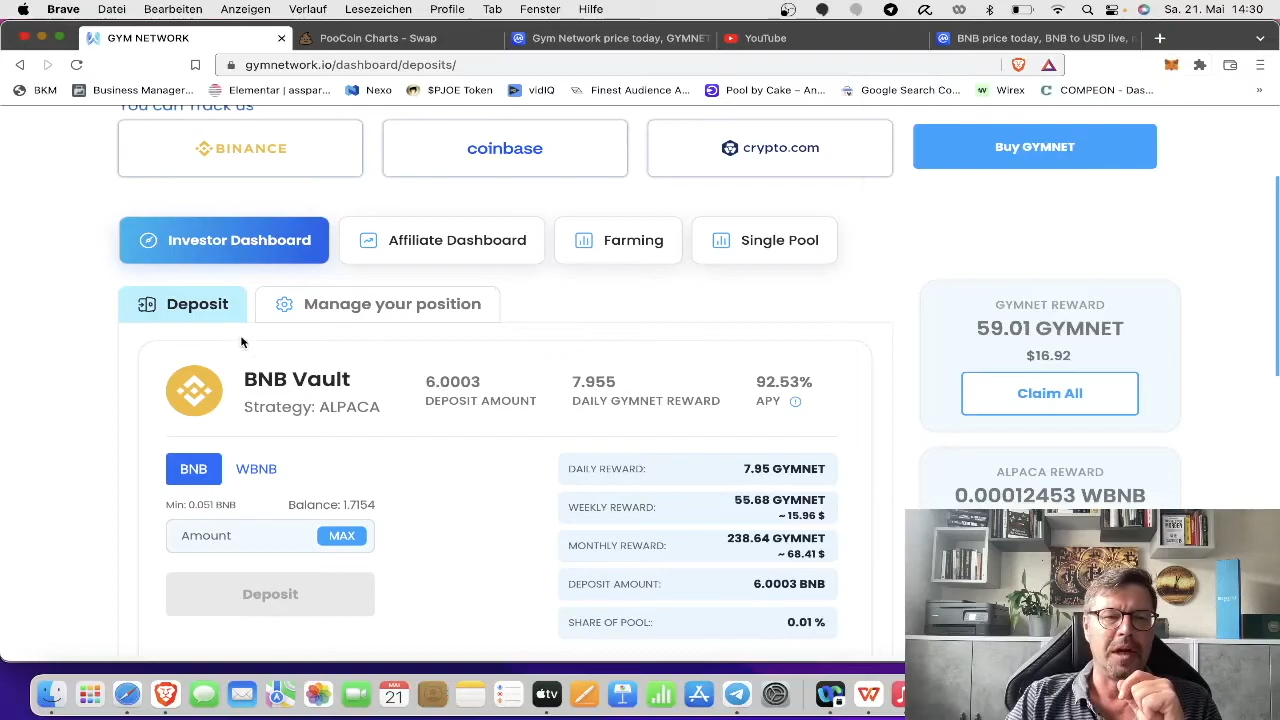 Brave Datei Bearbeiten Anzeigen Verlauf Lesezeichen Profile Tab Fenster Hilfe Sa. 21. Mai 14:30
GYM NETWORK PooCoin Charts - Swap Gym Network price today, GYMNET YouTube BNB price today, BNB to USD live,
gymnetwork.io/dashboard/deposits/
BKM Business Manager... Elementar | asspar... Nexo $PJOE Token vidIQ Finest Audience A... Pool by Cake – An... Google Search Co... Wirex COMPEON - Das... »
You can Track us
BINANCE coinbase crypto.com Buy GYMNET
Investor Dashboard Affiliate Dashboard Farming Single Pool
Deposit Manage your position
GYMNET REWARD
59.01 GYMNET
$16.92
Claim All
BNB Vault
Strategy: ALPACA
6.0003
DEPOSIT AMOUNT
7.955
DAILY GYMNET REWARD
92.53%
APY
BNB WBNB
Min: 0.051 BNB Balance: 1.7154
Amount MAX
Deposit
DAILY REWARD: 7.95 GYMNET
WEEKLY REWARD: 55.68 GYMNET
~ 15.96 $
MONTHLY REWARD: 238.64 GYMNET
~ 68.41 $
DEPOSIT AMOUNT: 6.0003 BNB
SHARE OF POOL:: 0.01 %
ALPACA REWARD
0.00012453 WBNB
MAI
21
tv